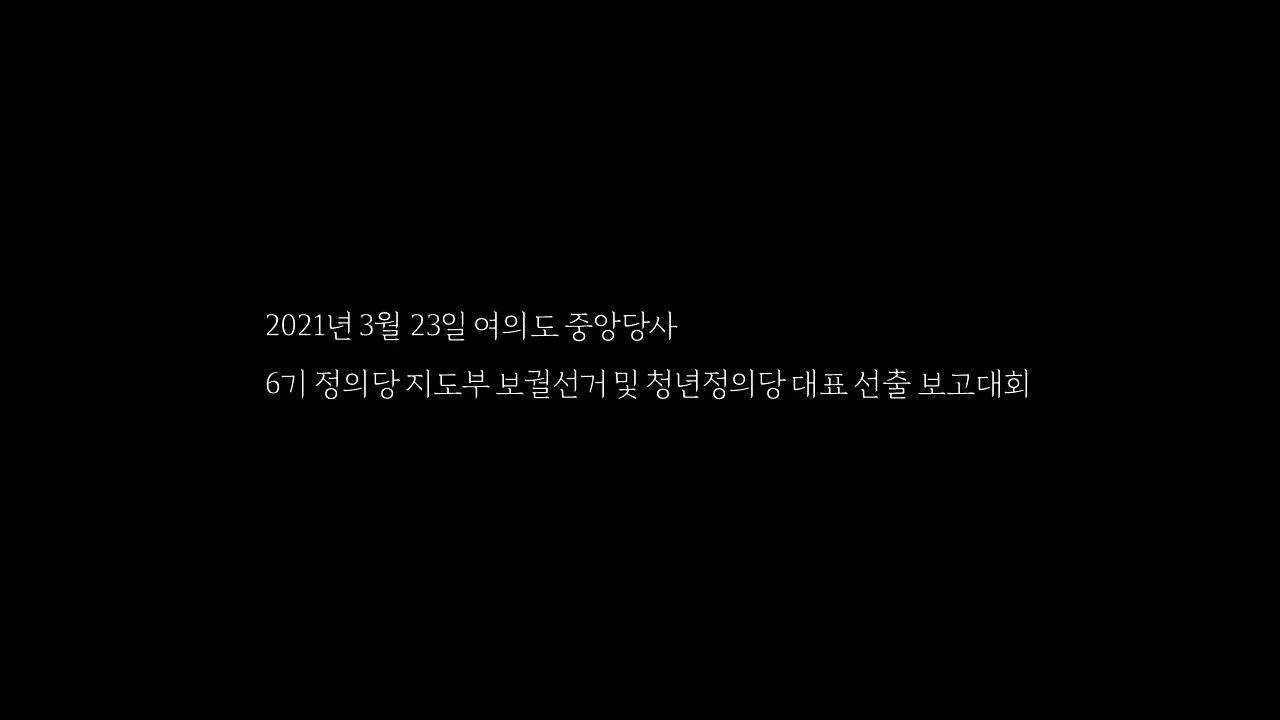 2021년 3월 23일 여의도 중앙당사
6기 정의당 지도부 보궐선거 및 청년정의당 대표 선출 보고대회